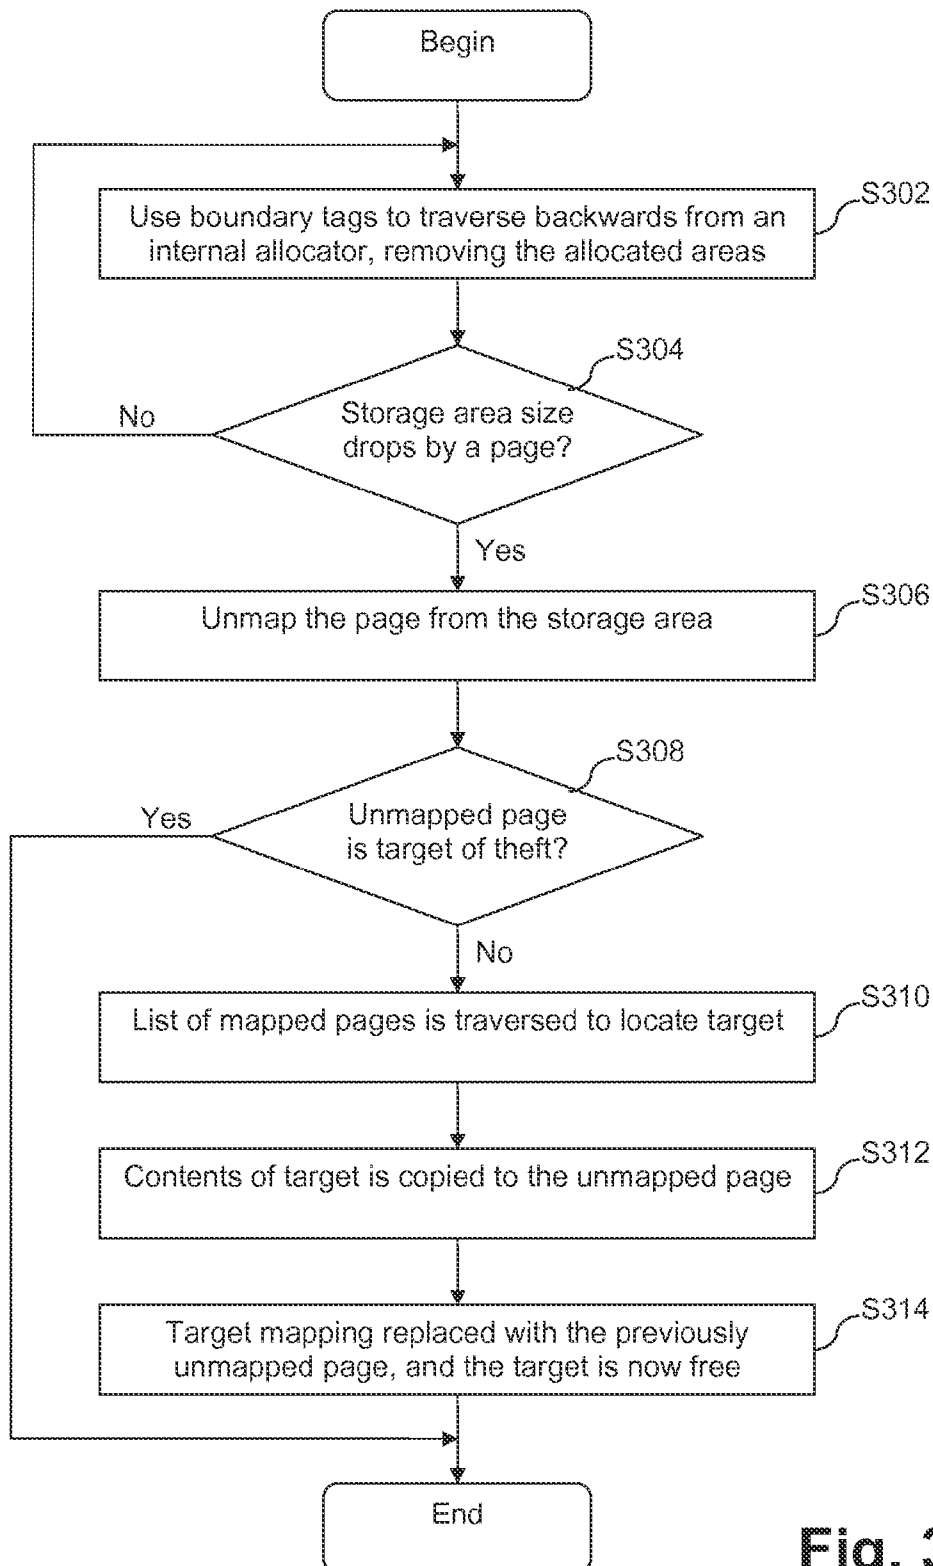 Begin
Use boundary tags to traverse backwards from an
internal allocator, removing the allocated areas
S302
S304
Storage area size
drops by a page?
No
Yes
Unmap the page from the storage area
S306
S308
Unmapped page
is target of theft?
Yes
No
List of mapped pages is traversed to locate target
S310
Contents of target is copied to the unmapped page
S312
Target mapping replaced with the previously
unmapped page, and the target is now free
S314
End
Fig. 3